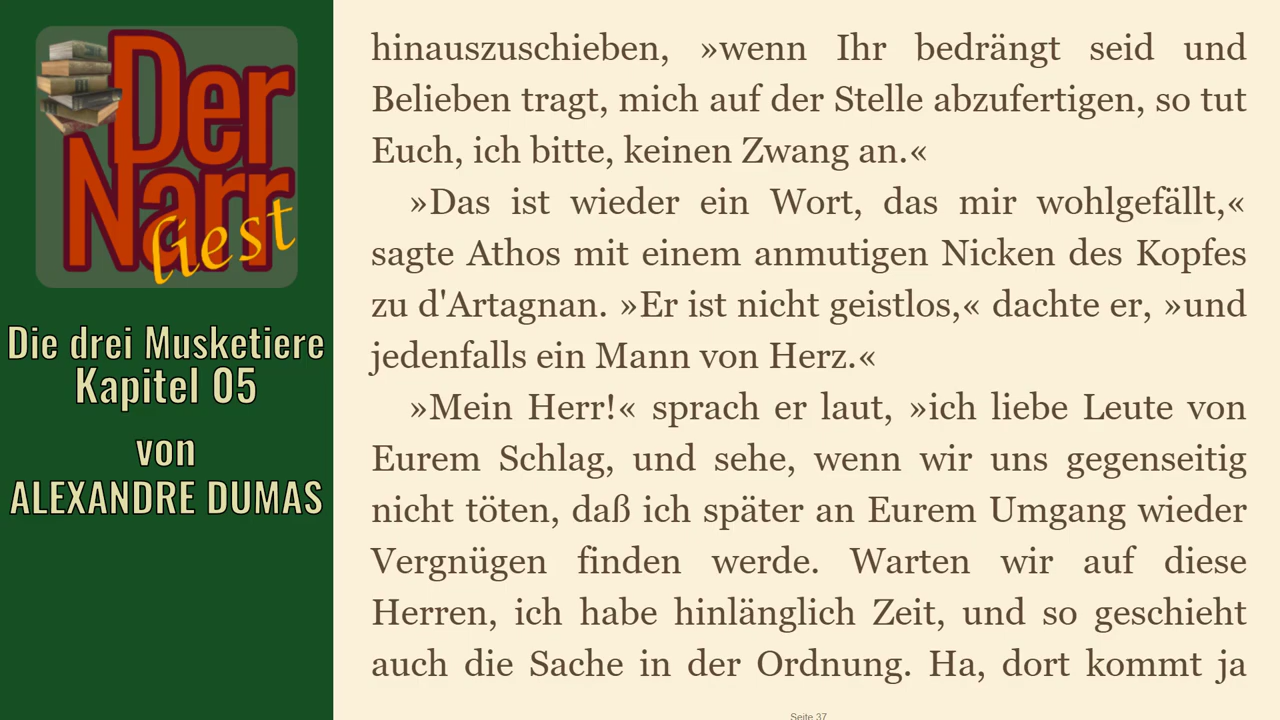 Der
Narr
liest
Die drei Musketiere
Kapitel 05
von
ALEXANDRE DUMAS
hinauszuschieben, »wenn Ihr bedrängt seid und
Belieben tragt, mich auf der Stelle abzufertigen, so tut
Euch, ich bitte, keinen Zwang an.«
»Das ist wieder ein Wort, das mir wohlgefällt,«
sagte Athos mit einem anmutigen Nicken des Kopfes
zu d'Artagnan. »Er ist nicht geistlos,« dachte er, »und
jedenfalls ein Mann von Herz.«
»Mein Herr!« sprach er laut, »ich liebe Leute von
Eurem Schlag, und sehe, wenn wir uns gegenseitig
nicht töten, daß ich später an Eurem Umgang wieder
Vergnügen finden werde. Warten wir auf diese
Herren, ich habe hinlänglich Zeit, und so geschieht
auch die Sache in der Ordnung. Ha, dort kommt ja
Seite 37